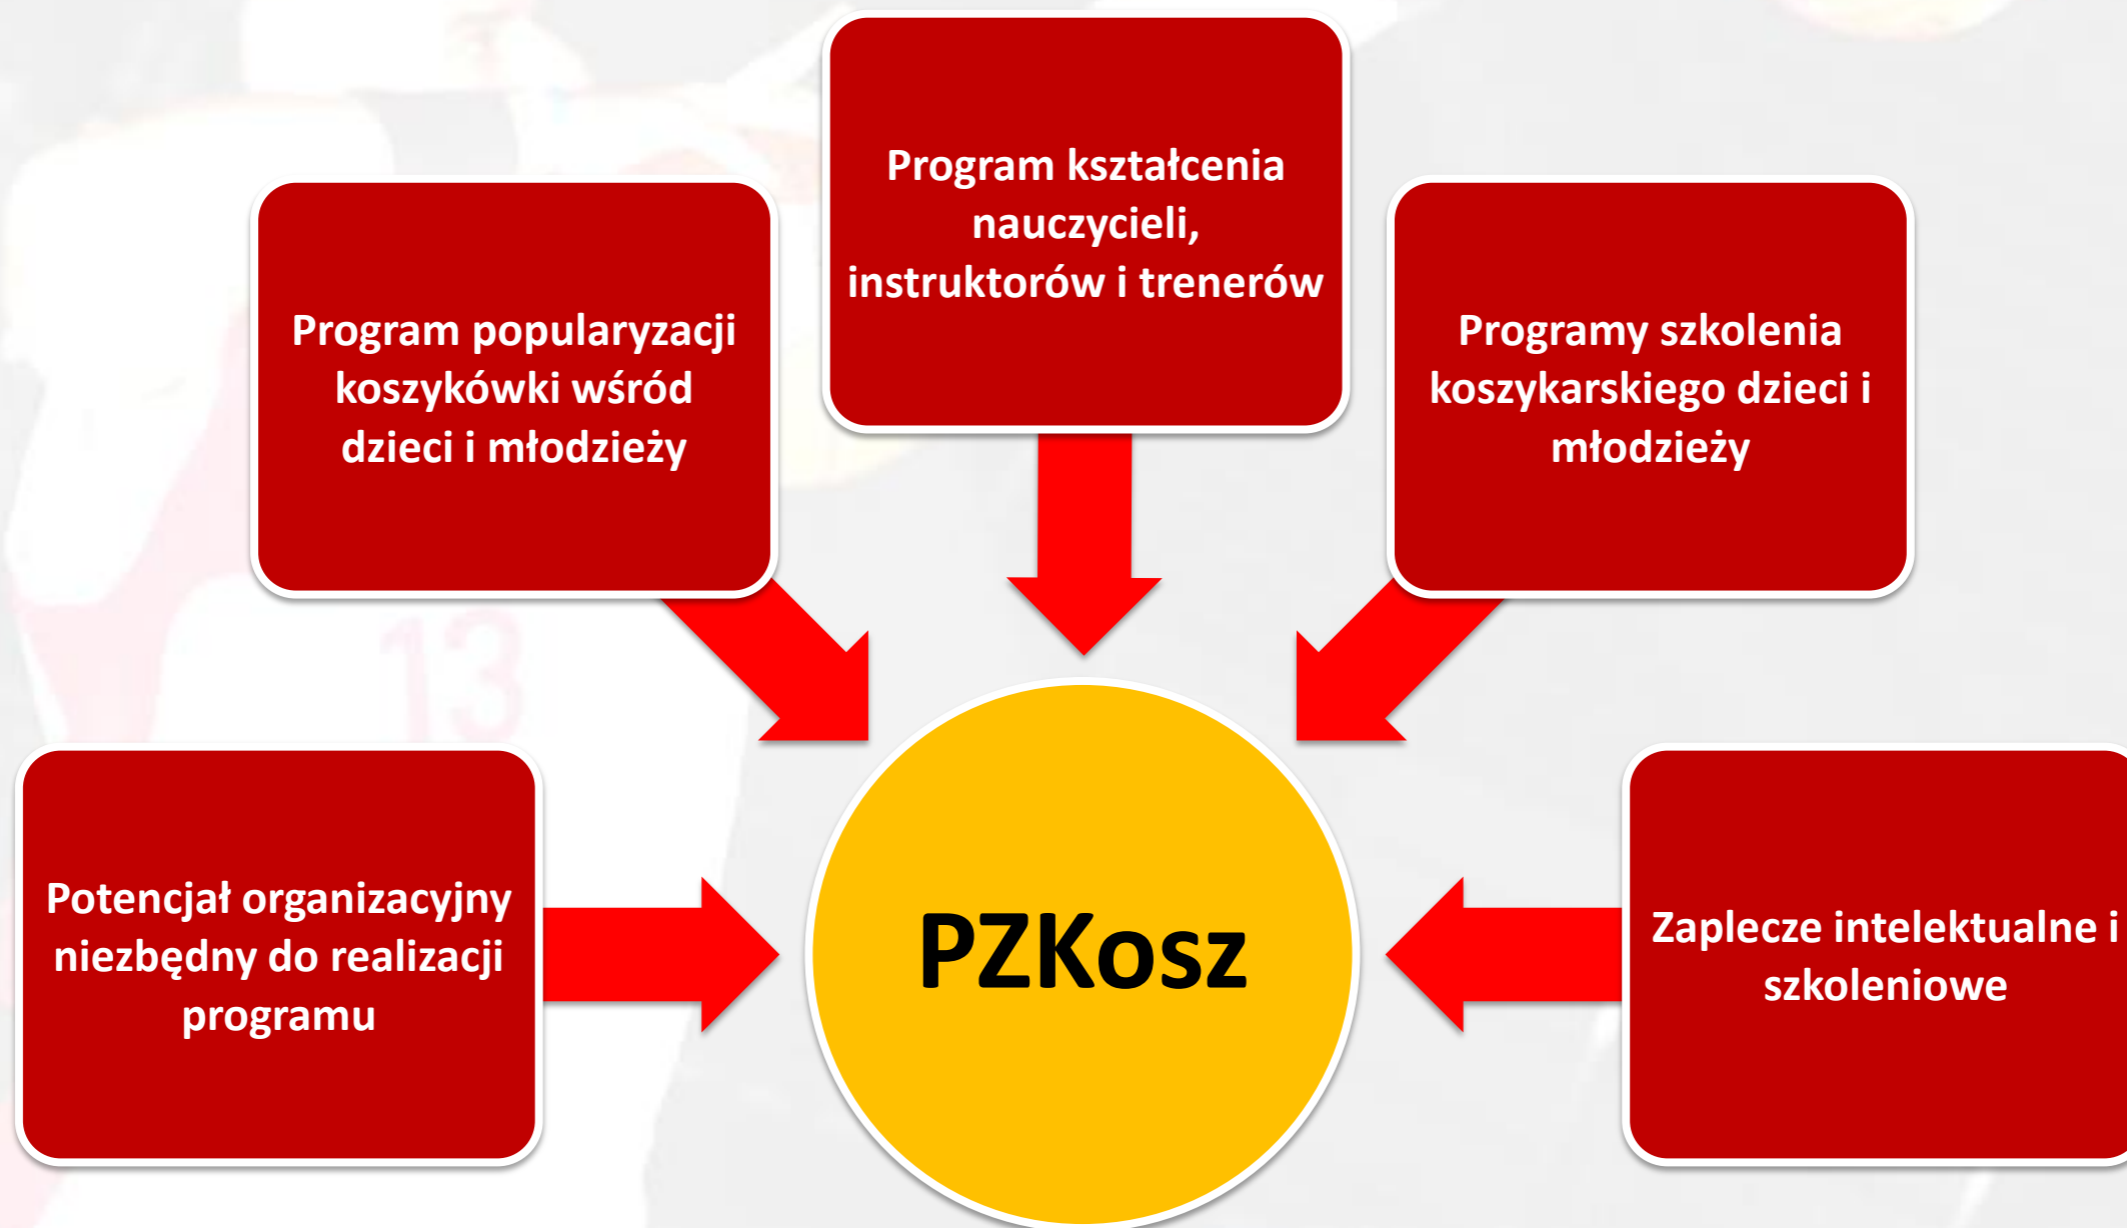 Program kształcenia
nauczycieli,
instruktorów i trenerów
Program popularyzacji
koszykówki wśród
dzieci i młodzieży
Programy szkolenia
koszykarskiego dzieci i
młodzieży
13
Potencjał organizacyjny
niezbędny do realizacji
programu
PZKosz
Zaplecze intelektualne i
szkoleniowe